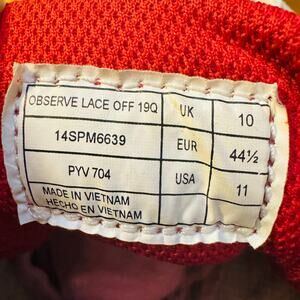 OBSERVE LACE OFF 19Q UK 10
14SPM6639 EUR 44½
PYV 704 USA 11
MADE IN VIETNAM
HECHO EN VIETNAM